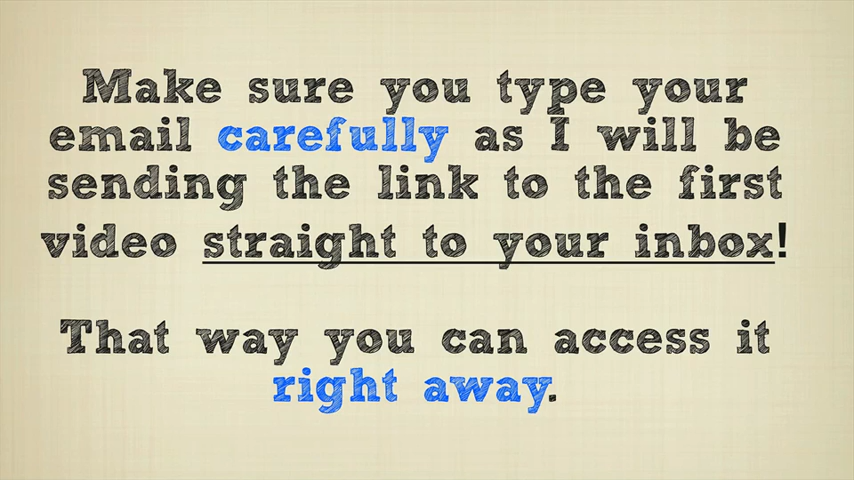 Make sure you type your
email carefully as I will be
sending the link to the first
video straight to your inbox!
That way you can access it
right away.